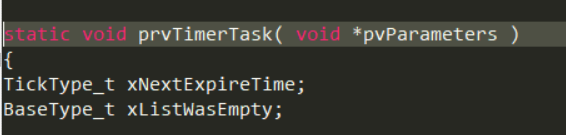 static void prvTimerTask( void *pvParameters )
{
TickType_t xNextExpireTime;
BaseType_t xListWasEmpty;